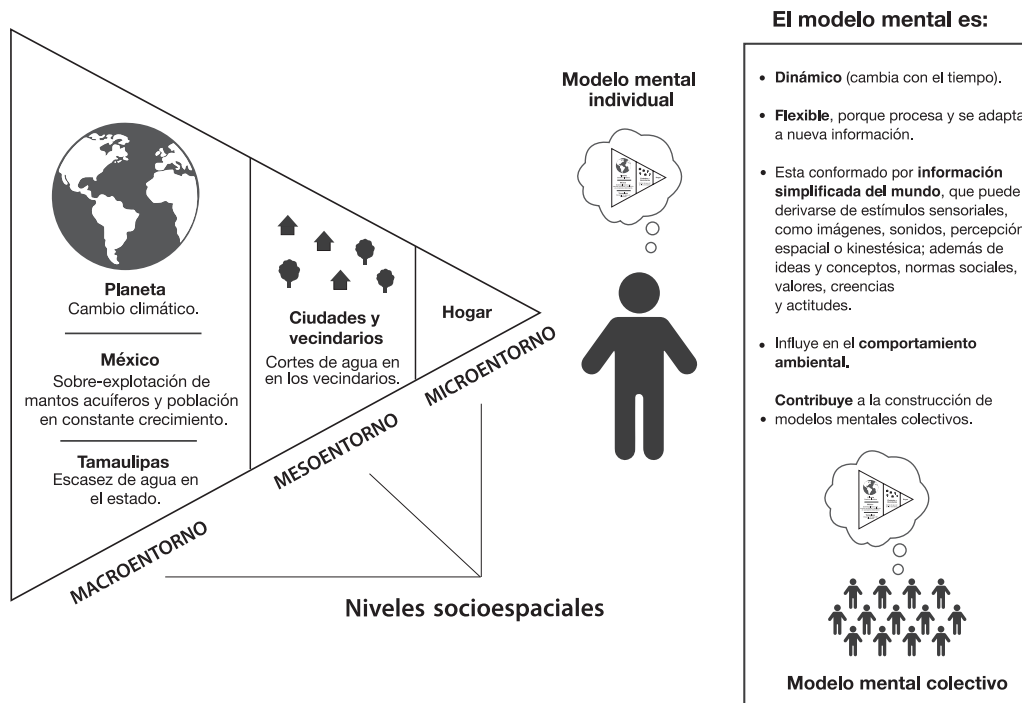 El modelo mental es:
Modelo mental
individual
Planeta
Cambio climático.
México
Sobre-explotación de
mantos acuíferos y población
en constante crecimiento.
Tamaulipas
Escasez de agua en
el estado.
Ciudades y
vecindarios
Cortes de agua en
en los vecindarios.
Hogar
MACROENTORNO
MESOENTORNO
MICROENTORNO
Niveles socioespaciales
• Dinámico (cambia con el tiempo).
• Flexible, porque procesa y se adapta
a nueva información.
• Esta conformado por información
simplificada del mundo, que puede
derivarse de estímulos sensoriales,
como imágenes, sonidos, percepción
espacial o kinestésica; además de
ideas y conceptos, normas sociales,
valores, creencias
y actitudes.
• Influye en el comportamiento
ambiental.
Contribuye a la construcción de
• modelos mentales colectivos.
Modelo mental colectivo